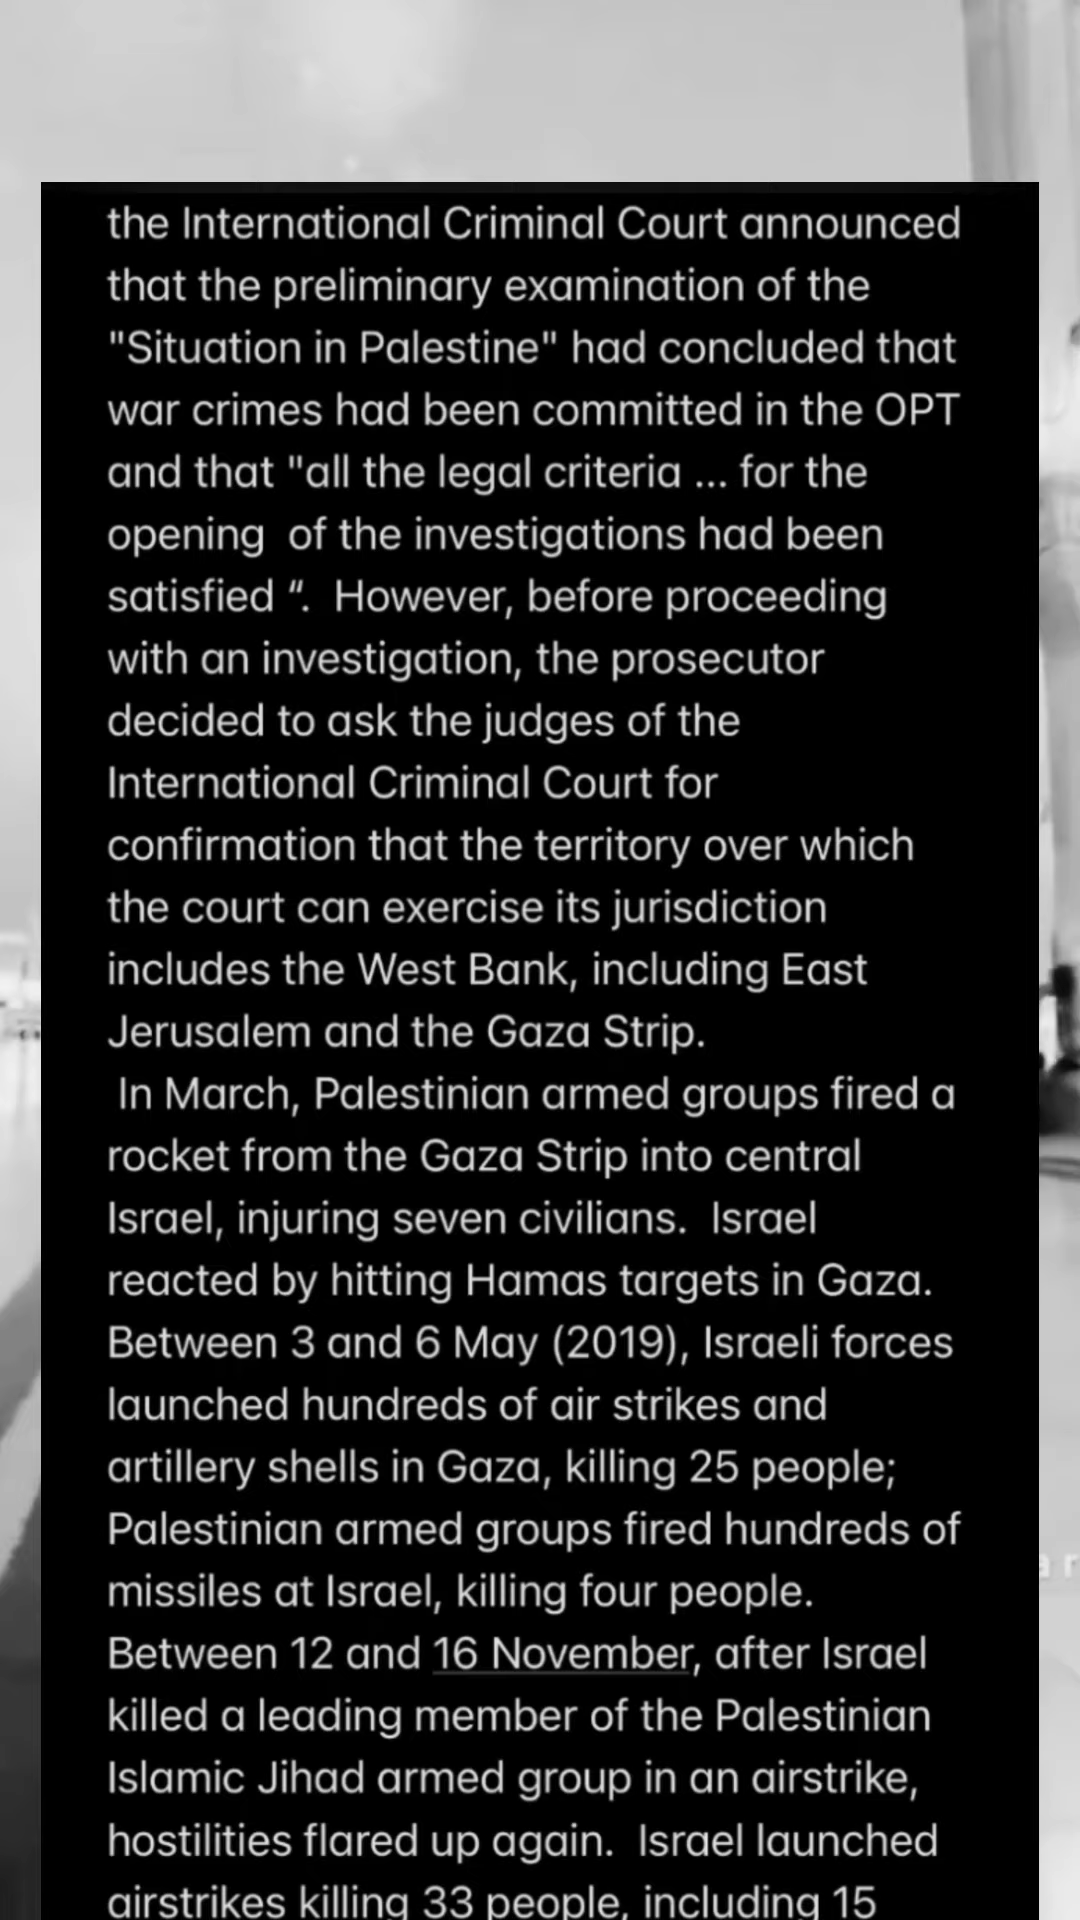 the International Criminal Court announced
that the preliminary examination of the
"Situation in Palestine" had concluded that
war crimes had been committed in the OPT
and that "all the legal criteria ... for the
opening  of the investigations had been
satisfied “.  However, before proceeding
with an investigation, the prosecutor
decided to ask the judges of the
International Criminal Court for
confirmation that the territory over which
the court can exercise its jurisdiction
includes the West Bank, including East
Jerusalem and the Gaza Strip.
In March, Palestinian armed groups fired a
rocket from the Gaza Strip into central
Israel, injuring seven civilians.  Israel
reacted by hitting Hamas targets in Gaza.
Between 3 and 6 May (2019), Israeli forces
launched hundreds of air strikes and
artillery shells in Gaza, killing 25 people;
Palestinian armed groups fired hundreds of
missiles at Israel, killing four people.
Between 12 and 16 November, after Israel
killed a leading member of the Palestinian
Islamic Jihad armed group in an airstrike,
hostilities flared up again.  Israel launched
airstrikes killing 33 people, including 15